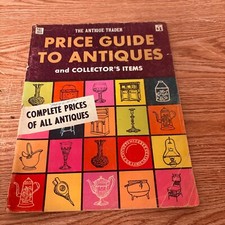 THE ANTIQUE TRADER
PRICE GUIDE
TO ANTIQUES
and COLLECTOR'S ITEMS
COMPLETE PRICES
OF ALL ANTIQUES